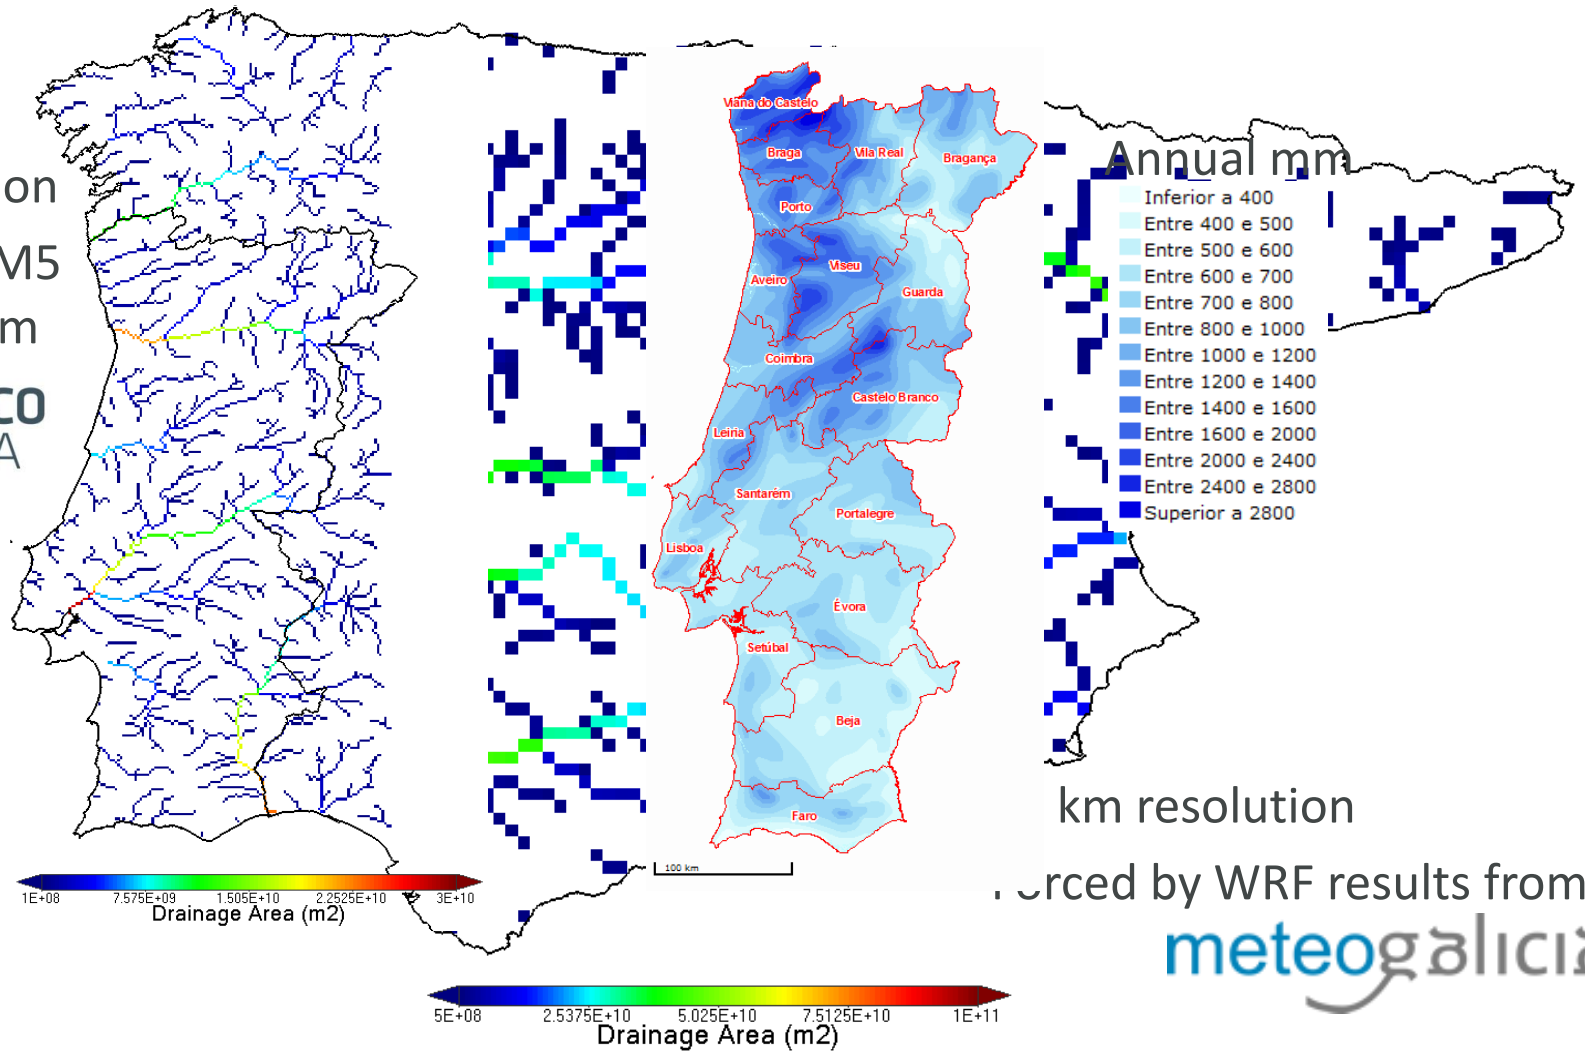 on
M5
m
CO
A
Viana do Castelo
Braga
Vila Real
Bragança
Porto
Aveiro
Viseu
Guarda
Coimbra
Castelo Branco
Leiria
Santarém
Portalegre
Lisboa
Évora
Setúbal
Beja
Faro
100 km
Annual mm
Inferior a 400
Entre 400 e 500
Entre 500 e 600
Entre 600 e 700
Entre 700 e 800
Entre 800 e 1000
Entre 1000 e 1200
Entre 1200 e 1400
Entre 1400 e 1600
Entre 1600 e 2000
Entre 2000 e 2400
Entre 2400 e 2800
Superior a 2800
km resolution
orced by WRF results from
meteogalicia
1E+08 7.575E+09 1.505E+10 2.2525E+10 3E+10
Drainage Area (m2)
5E+08 2.5375E+10 5.025E+10 7.5125E+10 1E+11
Drainage Area (m2)